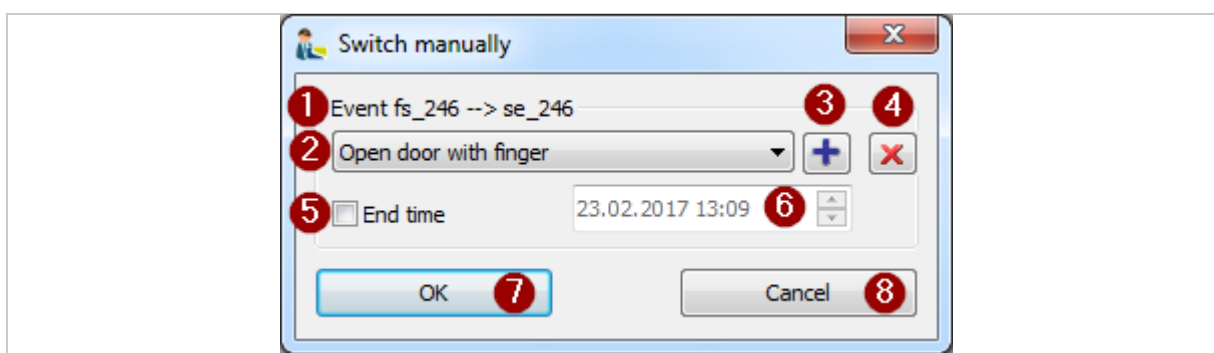 Switch manually
1 Event fs_246 --> se_246 3 4
2 Open door with finger
5 End time 23.02.2017 13:09 6
OK 7 Cancel 8